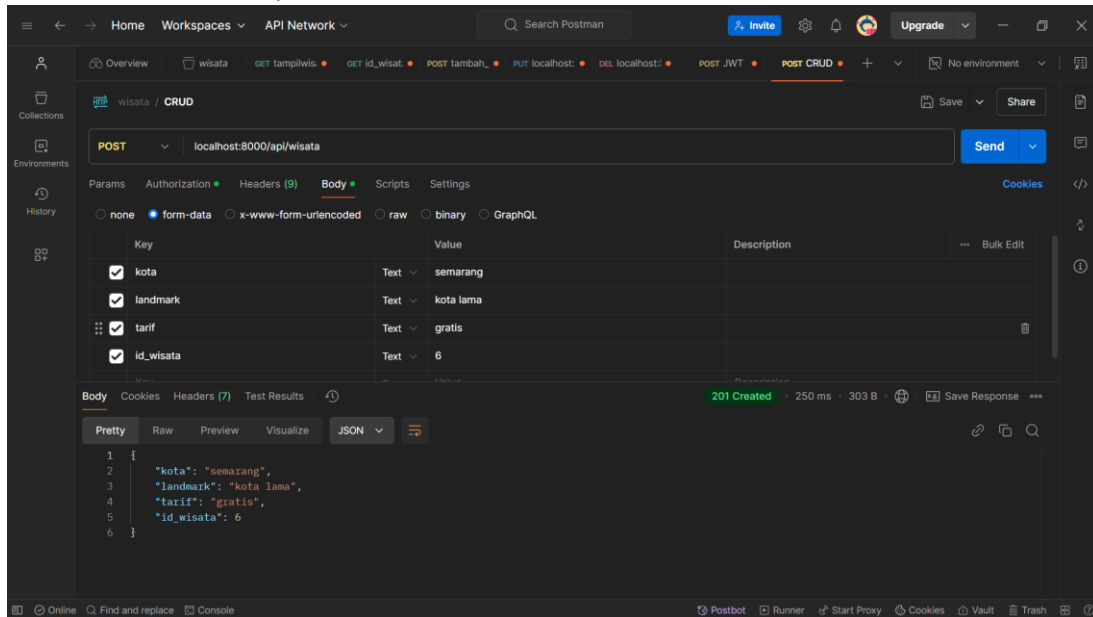 Home Workspaces API Network Search Postman Invite Upgrade
Overview wisata GET tampilwis: GET id_wisat: POST tambah_ PUT localhost: DEL localhost: POST JWT POST CRUD No environment
HTTP wisata / CRUD Save Share
Collections
POST localhost:8000/api/wisata Send
Environments
Params Authorization Headers (9) Body Scripts Settings Cookies
History
none form-data x-www-form-urlencoded raw binary GraphQL
Key Value Description Bulk Edit
kota Text semarang
landmark Text kota lama
tarif Text gratis
id_wisata Text 6
Body Cookies Headers (7) Test Results 201 Created 250 ms 303 B Save Response
Pretty Raw Preview Visualize JSON
1 {
2 "kota": "semarang",
3 "landmark": "kota lama",
4 "tarif": "gratis",
5 "id_wisata": 6
6 }
Online Find and replace Console Postbot Runner Start Proxy Cookies Vault Trash